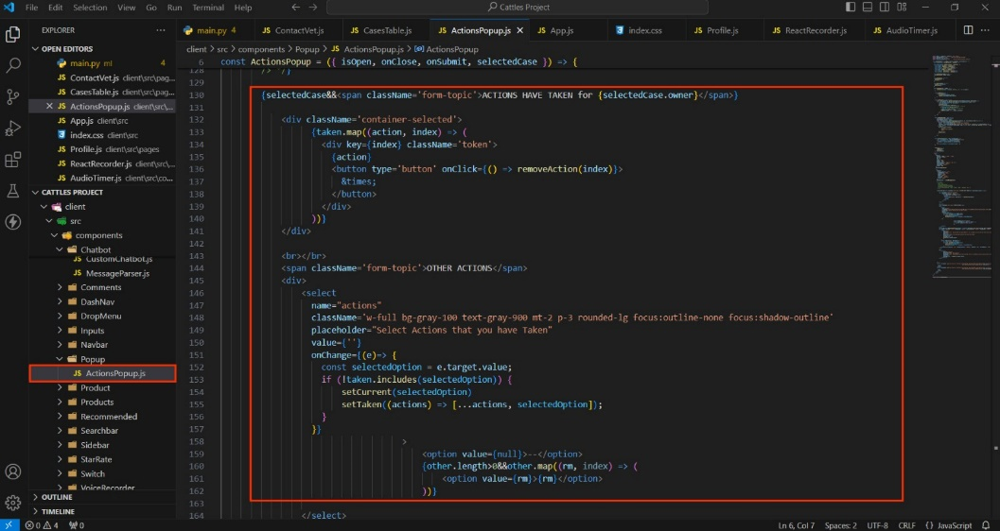 File Edit Selection View Go Run Terminal Help
Cattles Project
EXPLORER
main.py 4
ContactVet.js
CasesTable.js
ActionsPopup.js
App.js
index.css
Profile.js
ReactRecorder.js
AudioTimer.js
OPEN EDITORS
main.py ml 4
ContactVet.js client\src\pag...
CasesTable.js client\src\pag...
ActionsPopup.js client\src\...
App.js client\src
index.css client\src
Profile.js client\src\pages
ReactRecorder.js client\src\...
AudioTimer.js client\src\co...
CATTLES PROJECT
client
src
components
Chatbot
CustomChatbot.js
MessageParser.js
Comments
DashNav
DropMenu
Inputs
Navbar
Popup
ActionsPopup.js
Product
Products
Recommended
Searchbar
Sidebar
StarRate
Switch
VoiceRecorder
OUTLINE
TIMELINE
client > src > components > Popup > JS ActionsPopup.js > ActionsPopup
6 const ActionsPopup = ({ isOpen, onClose, onSubmit, selectedCase }) => {
128 /> */}
129
130 {selectedCase&&<span className='form-topic'>ACTIONS HAVE TAKEN for {selectedCase.owner}</span>}
131
132 <div className='container-selected'>
133 {taken.map((action, index) => (
134 <div key={index} className='token'>
135 {action}
136 <button type='button' onClick={() => removeAction(index)}>
137 &times;
138 </button>
139 </div>
140 ))}
141 </div>
142
143 <br></br>
144 <span className='form-topic'>OTHER ACTIONS</span>
145 <div>
146 <select
147 name="actions"
148 className='w-full bg-gray-100 text-gray-900 mt-2 p-3 rounded-lg focus:outline-none focus:shadow-outline'
149 placeholder="Select Actions that you have Taken"
150 value={''}
151 onChange={(e)=> {
152 const selectedOption = e.target.value;
153 if (!taken.includes(selectedOption)) {
154 setCurrent(selectedOption)
155 setTaken((actions) => [...actions, selectedOption]);
156 }
157 }}
158 >
159 <option value={null}>--</option>
160 {other.length>0&&other.map((rm, index) => (
161 <option value={rm}>{rm}</option>
162 ))}
163
164 </select>
0 4 0
Ln 6, Col 7 Spaces: 2 UTF-8 CRLF {} JavaScript